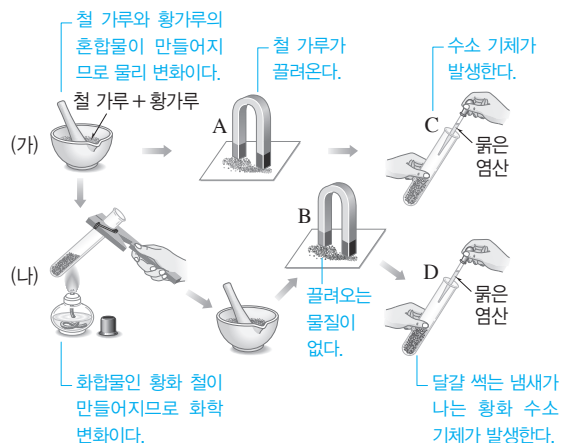 철 가루와 황가루의
혼합물이 만들어지
므로 물리 변화이다.
철 가루가
끌려온다.
수소 기체가
발생한다.
철 가루+황가루
(가)
A
C
묽은
염산
B
(나)
D
묽은
염산
끌려오는
물질이
없다.
화합물인 황화 철이
만들어지므로 화학
변화이다.
달걀 썩는 냄새가
나는 황화 수소
기체가 발생한다.